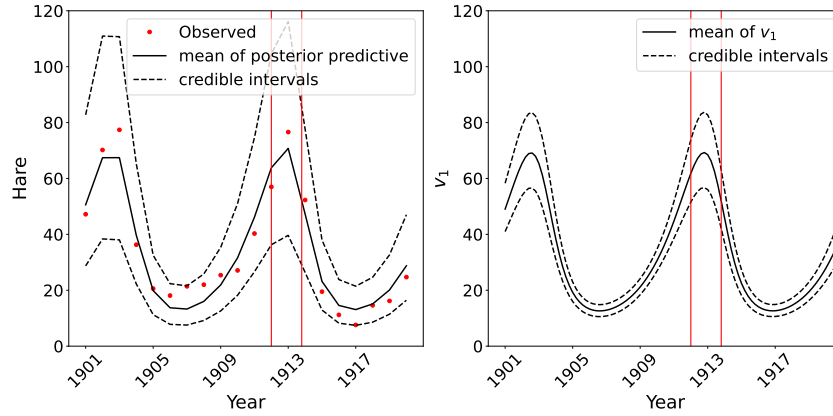 120
100
80
60
40
20
0
Hare
1901
1905
1909
1913
1917
Year
Observed
mean of posterior predictive
credible intervals
120
100
80
60
40
20
0
v₁
1901
1905
1909
1913
1917
Year
mean of v₁
credible intervals